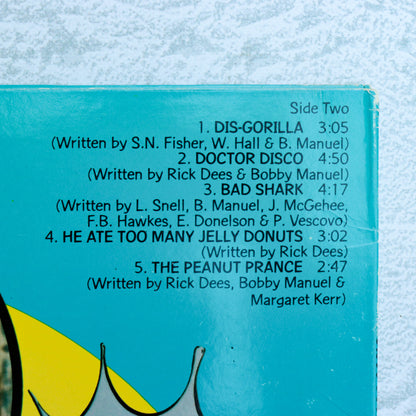 Side Two
1. DIS-GORILLA 3:05
(Written by S.N. Fisher, W. Hall & B. Manuel)
2. DOCTOR DISCO 4:50
(Written by Rick Dees & Bobby Manuel)
3. BAD SHARK 4:17
(Written by L. Snell, B. Manuel, J. McGehee,
F.B. Hawkes, E. Donelson & P. Vescovo)
4. HE ATE TOO MANY JELLY DONUTS 3:02
(Written by Rick Dees)
5. THE PEANUT PRANCE 2:47
(Written by Rick Dees, Bobby Manuel &
Margaret Kerr)